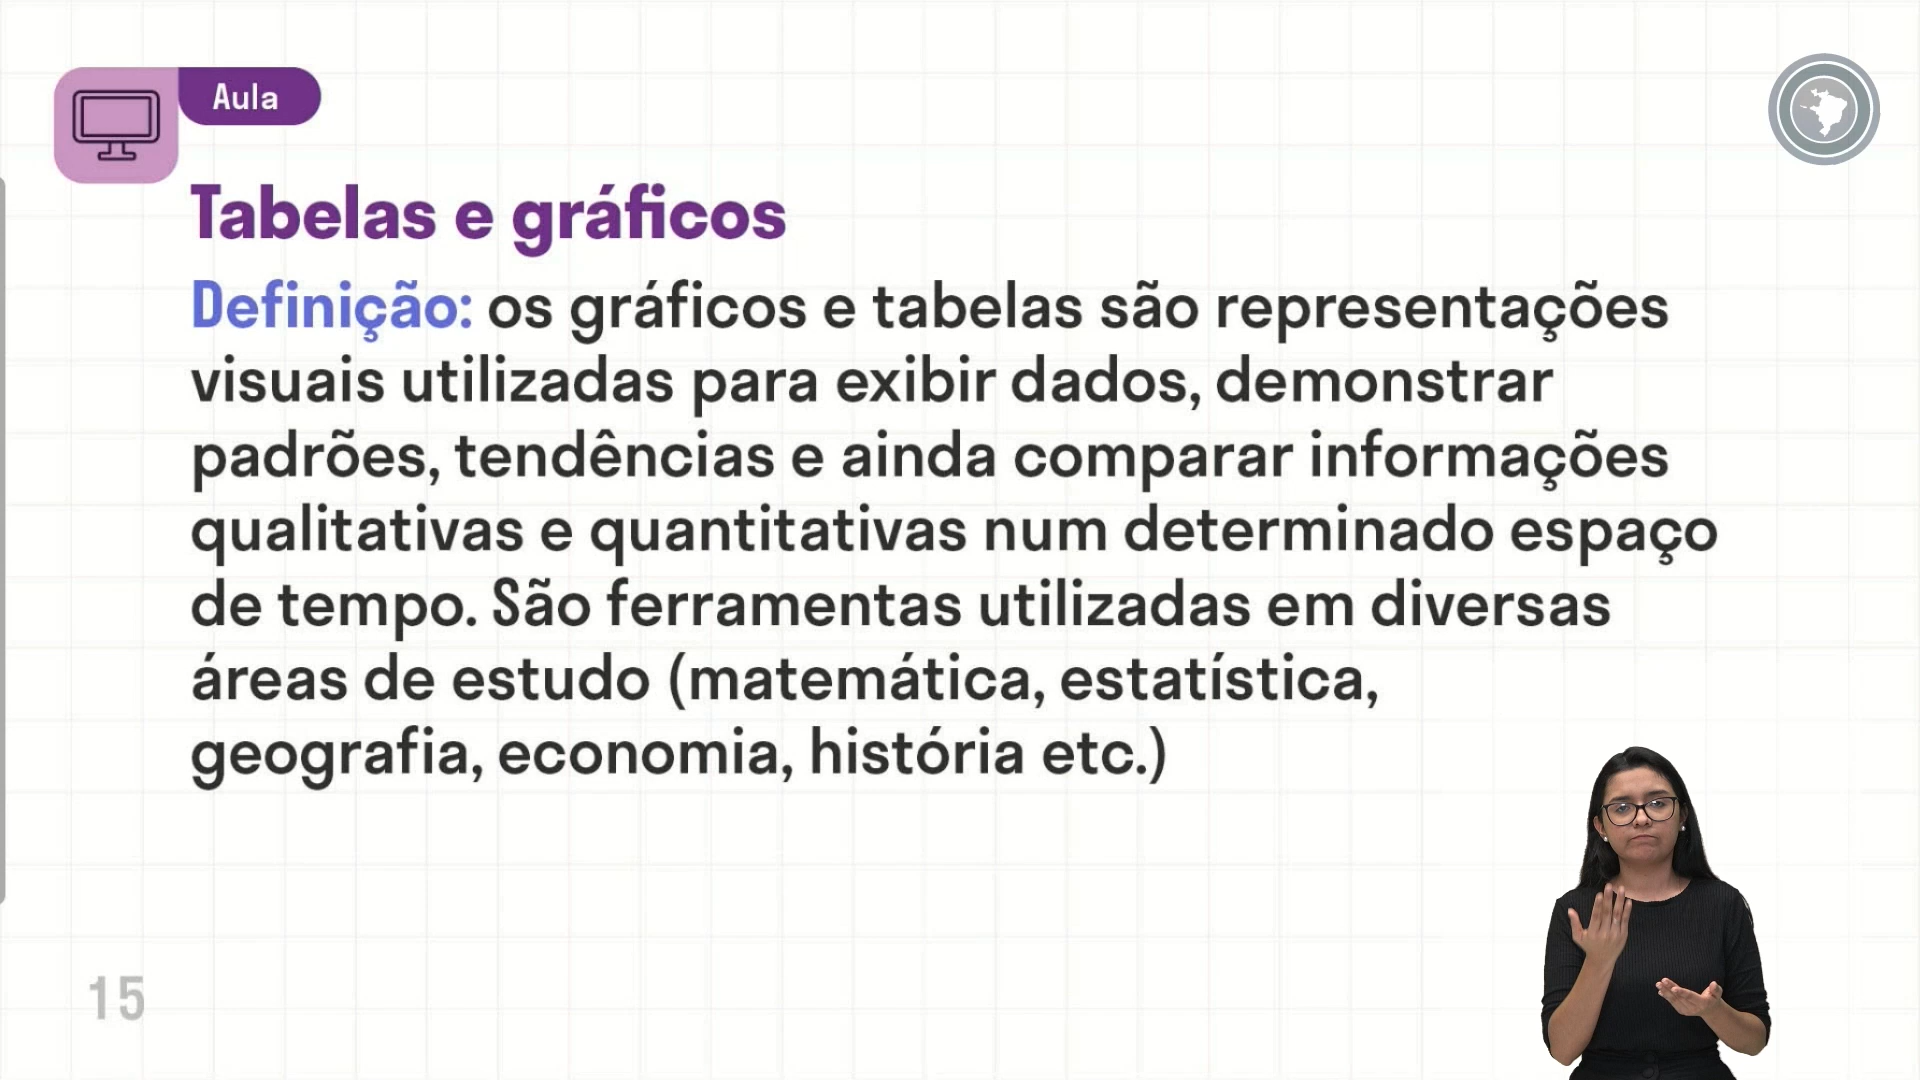 Aula
Tabelas e gráficos
Definição: os gráficos e tabelas são representações
visuais utilizadas para exibir dados, demonstrar
padrões, tendências e ainda comparar informações
qualitativas e quantitativas num determinado espaço
de tempo. São ferramentas utilizadas em diversas
áreas de estudo (matemática, estatística,
geografia, economia, história etc.)
15